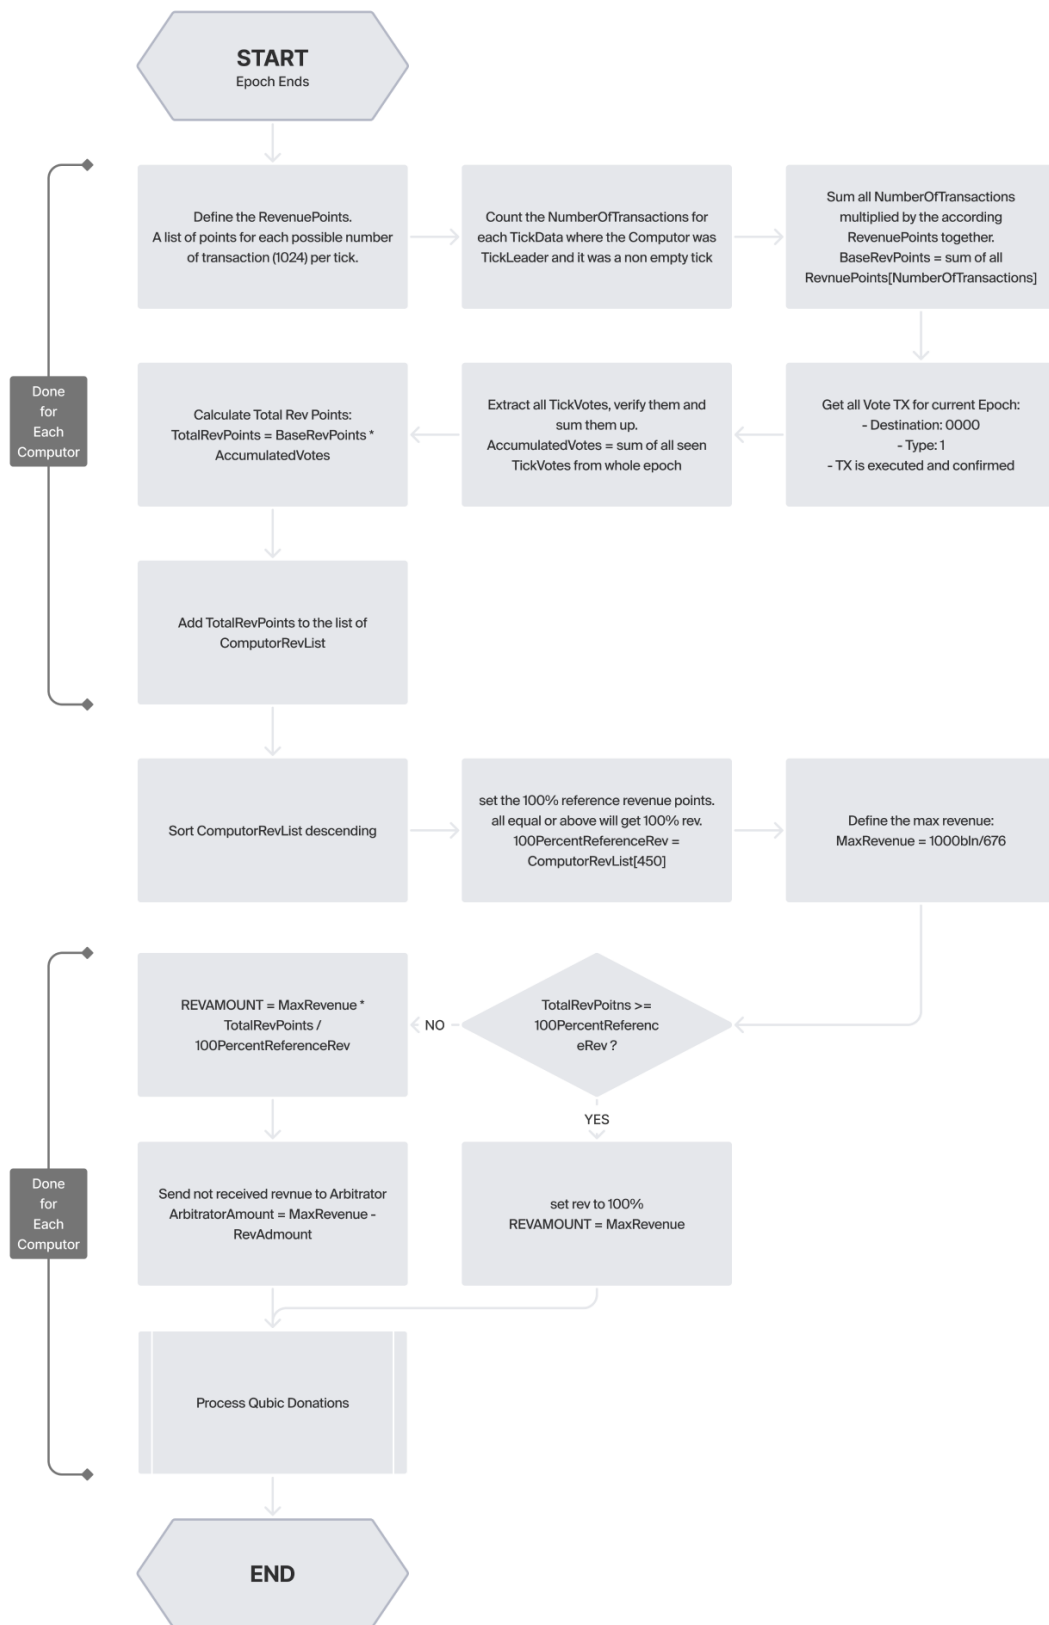 START
Epoch Ends
Define the RevenuePoints.
A list of points for each possible number
of transaction (1024) per tick.
Count the NumberOfTransactions for
each TickData where the Computor was
TickLeader and it was a non empty tick
Sum all NumberOfTransactions
multiplied by the according
RevenuePoints together.
BaseRevPoints = sum of all
RevnuePoints[NumberOfTransactions]
Done
for
Each
Computor
Get all Vote TX for current Epoch:
- Destination: 0000
- Type: 1
- TX is executed and confirmed
Extract all TickVotes, verify them and
sum them up.
AccumulatedVotes = sum of all seen
TickVotes from whole epoch
Calculate Total Rev Points:
TotalRevPoints = BaseRevPoints *
AccumulatedVotes
Add TotalRevPoints to the list of
ComputorRevList
Sort ComputorRevList descending
set the 100% reference revenue points.
all equal or above will get 100% rev.
100PercentReferenceRev =
ComputorRevList[450]
Define the max revenue:
MaxRevenue = 1000bln/676
TotalRevPoitns >=
100PercentReferenc
eRev ?
NO
REVAMOUNT = MaxRevenue *
TotalRevPoints /
100PercentReferenceRev
YES
Done
for
Each
Computor
Send not received revnue to Arbitrator
ArbitratorAmount = MaxRevenue -
RevAdmount
set rev to 100%
REVAMOUNT = MaxRevenue
Process Qubic Donations
END